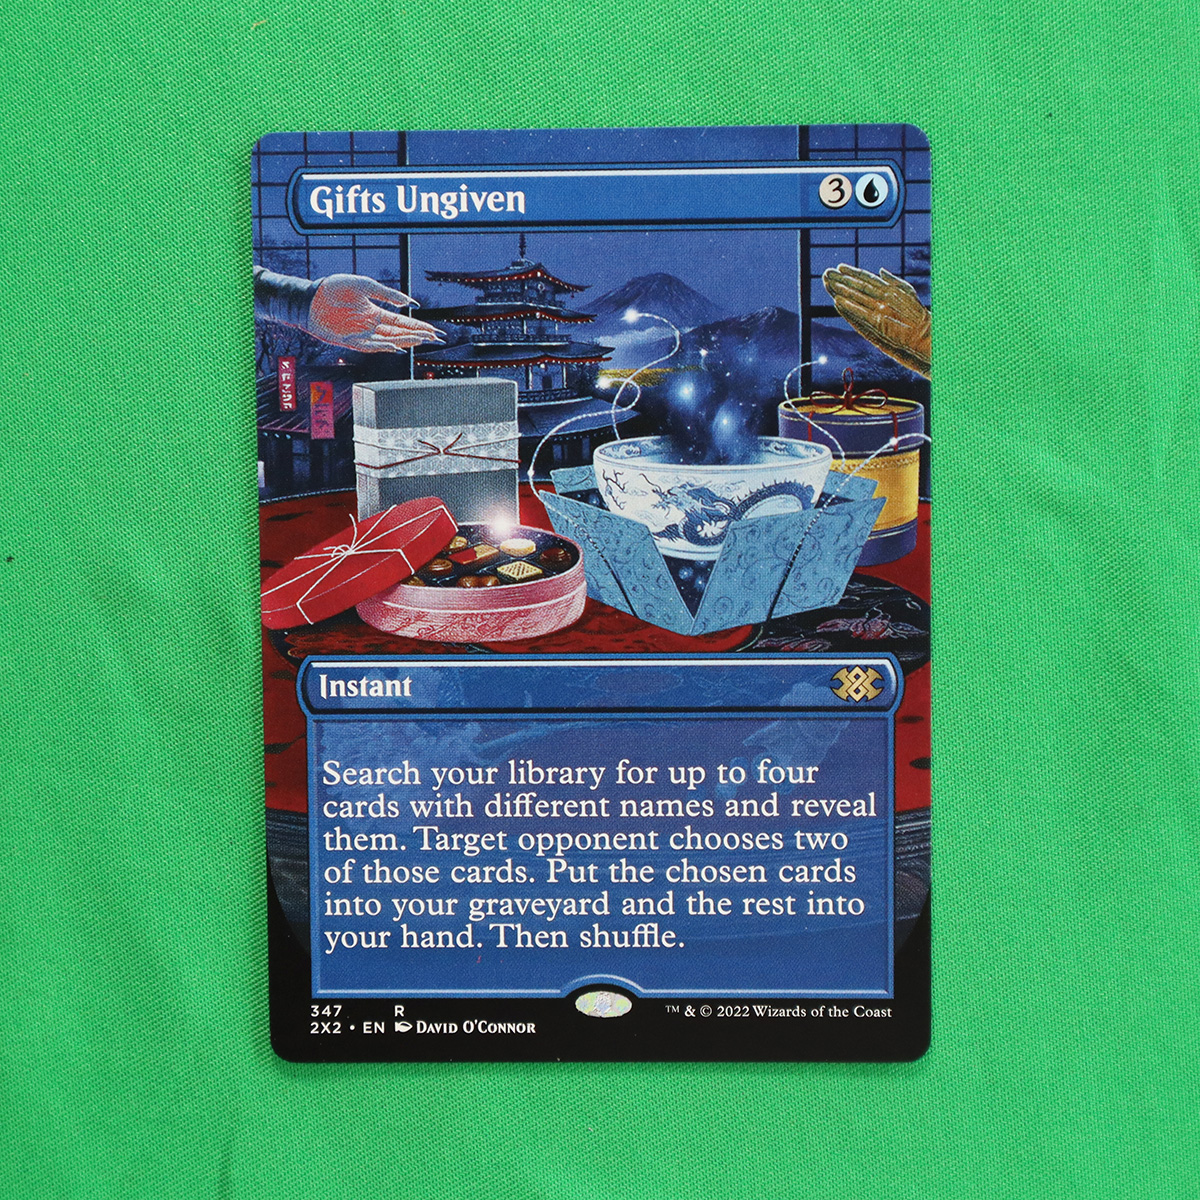 Gifts Ungiven 3
Instant
Search your library for up to four
cards with different names and reveal
them. Target opponent chooses two
of those cards. Put the chosen cards
into your graveyard and the rest into
your hand. Then shuffle.
347 R
2X2 • EN DAVID O'CONNOR
™ & © 2022 Wizards of the Coast